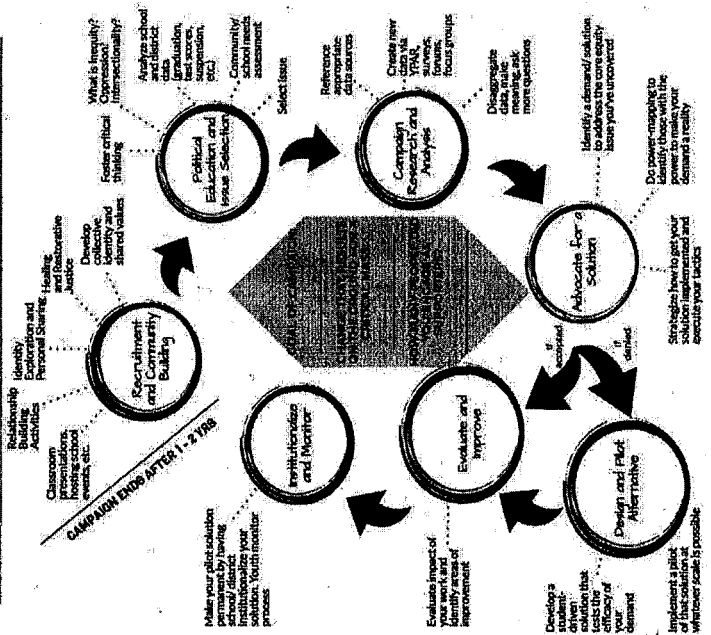 Relationship
Building
Activities
Identity
Exploration and
Personal Sharing
Healing
and Restorative
Justice
Develop
collective
identity and
shared values
Classroom
presentations,
hosting school
events, etc.
Recruitment
and Community
Building
CAMPAIGN ENDS AFTER 1 - 2 YRS
Foster critical
thinking
What is Inequity?
Oppression?
Intersectionality?
Analyze school
and district
data
(graduation,
test scores,
suspension,
etc.)
Community/
school needs
assessment
Select Issue
Political
Education and
Issue Selection
Reference
appropriate
data sources
Create new
data via
YPAR,
surveys,
forums,
focus groups
Disaggregate
data, make
meaning, ask
more questions
Campaign
Research and
Analysis
Identify a demand/ solution
to address the core equity
issue you've uncovered
Do power-mapping to
identify those with the
power to make your
demand a reality
Strategize how to get your
solution implemented and
execute your tactics
Advocate for a
Solution
If
accepted
If
denied
Design and Pilot
Alternative
Develop a
student-
driven
solution that
tests the
efficacy of
your
demand
Implement a pilot
of that solution at
whatever scale is possible
Evaluate and
Improve
Evaluate impact of
your work and
identify areas of
improvement
Institutionalize
and Monitor
Make your pilot solution
permanent by having
school/ district
institutionalize your
solution. Youth monitor
process